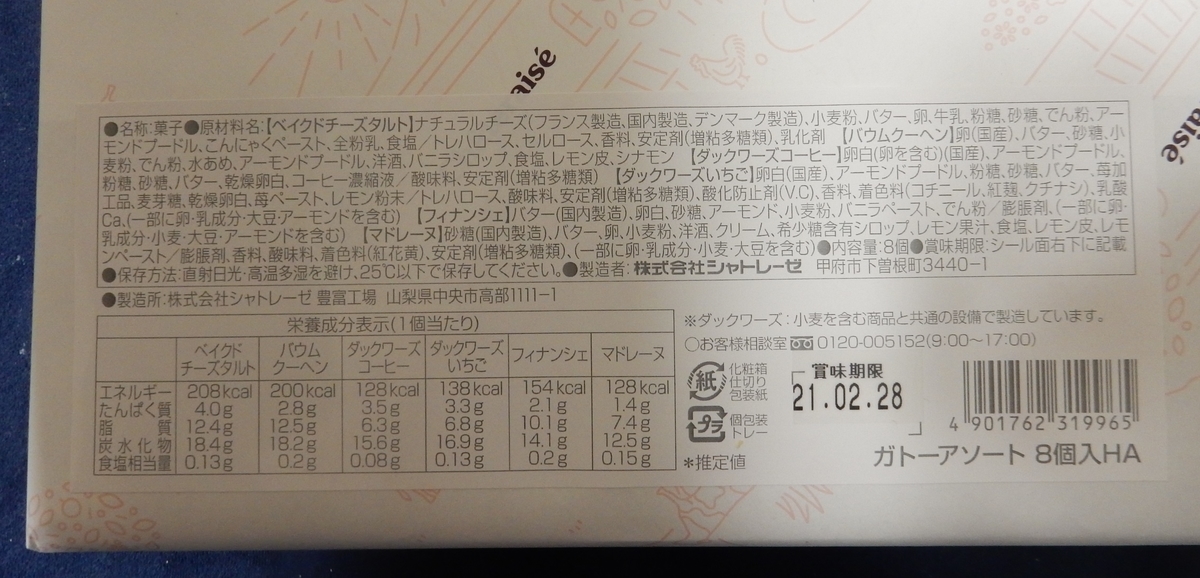 aisé
aisé
●名称:菓子●原材料名:【ベイクドチーズタルト】ナチュラルチーズ(フランス製造、国内製造、デンマーク製造)、小麦粉、バター、卵、牛乳、粉糖、砂糖、でん粉、アー
モンドプードル、こんにゃくペースト、全粉乳、食塩/トレハロース、セルロース、香料、安定剤(増粘多糖類)、乳化剤 【バウムクーヘン】卵(国産)、バター、砂糖、小
麦粉、でん粉、水あめ、アーモンドプードル、洋酒、バニラシロップ、食塩、レモン皮、シナモン 【ダックワーズコーヒー】卵白(卵を含む)(国産)、アーモンドプードル、
粉糖、砂糖、バター、乾燥卵白、コーヒー濃縮液/酸味料、安定剤(増粘多糖類) 【ダックワーズいちご】卵白(国産)、アーモンドプードル、粉糖、砂糖、バター、苺加
工品、麦芽糖、乾燥卵白、苺ペースト、レモン粉末/トレハロース、酸味料、安定剤(増粘多糖類)、酸化防止剤(V.C)、香料、着色料(コチニール、紅麹、クチナシ)、乳酸
Ca、(一部に卵・乳成分・大豆・アーモンドを含む) 【フィナンシェ】バター(国内製造)、卵白、砂糖、アーモンド、小麦粉、バニラペースト、でん粉/膨脹剤、(一部に卵・
乳成分・小麦・大豆・アーモンドを含む) 【マドレーヌ】砂糖(国内製造)、バター、卵、小麦粉、洋酒、クリーム、希少糖含有シロップ、レモン果汁、食塩、レモン皮、レモ
ンペースト/膨脹剤、香料、酸味料、着色料(紅花黄)、安定剤(増粘多糖類)、(一部に卵・乳成分・小麦・大豆を含む)●内容量:8個●賞味期限:シール面右下に記載
●保存方法:直射日光・高温多湿を避け、25℃以下で保存してください。●製造者:株式会社シャトレーゼ 甲府市下曽根町3440-1
●製造所:株式会社シャトレーゼ 豊富工場 山梨県中央市高部1111-1
栄養成分表示(1個当たり)
ベイクドチーズタルト バウムクーヘン ダックワーズコーヒー ダックワーズいちご フィナンシェ マドレーヌ
エネルギー 208kcal 200kcal 128kcal 138kcal 154kcal 128kcal
たんぱく質 4.0g 2.8g 3.5g 3.3g 2.1g 1.4g
脂質 12.4g 12.5g 6.3g 6.8g 10.1g 7.4g
炭水化物 18.4g 18.2g 15.6g 16.9g 14.1g 12.5g
食塩相当量 0.13g 0.2g 0.08g 0.13g 0.2g 0.15g
※ダックワーズ:小麦を含む商品と共通の設備で製造しています。
○お客様相談室 0120-005152(9:00~17:00)
紙 化粧箱
仕切り
包装紙
プラ 個包装
トレー
*推定値
賞味期限
21.02.28
4 901762 319965
ガトーアソート 8個入HA